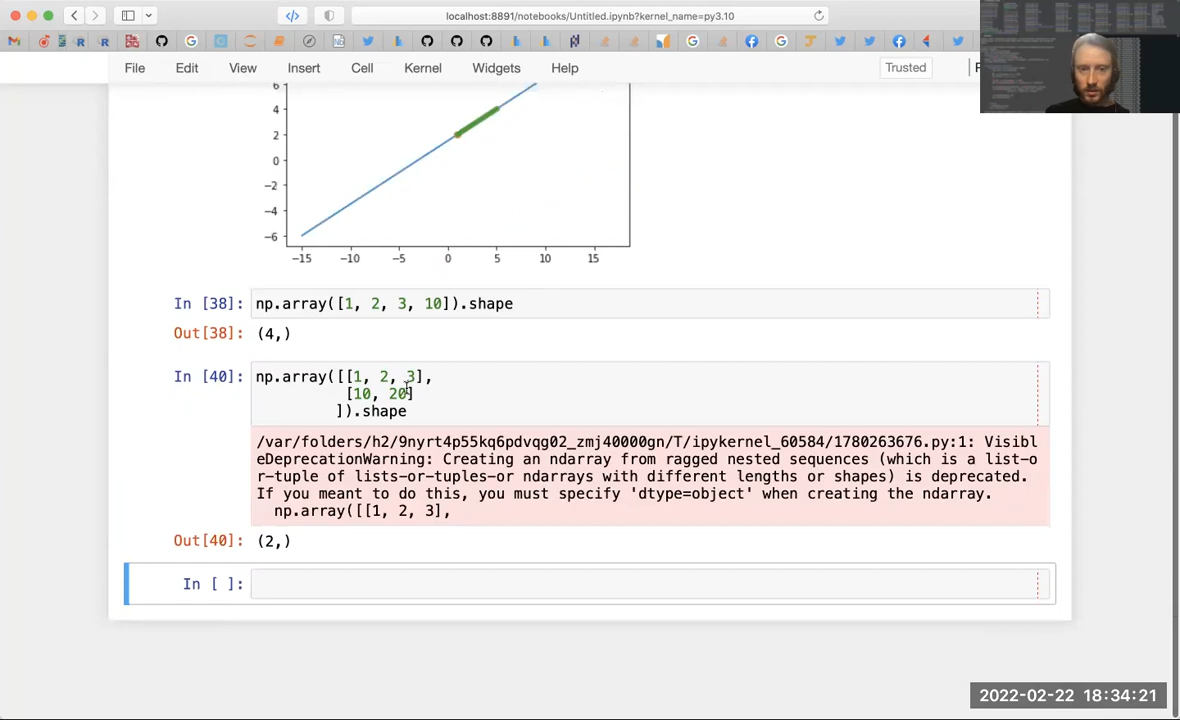 localhost:8891/notebooks/Untitled.ipynb?kernel_name=py3.10
File Edit View Insert Cell Kernel Widgets Help Trusted
6
4
2
0
−2
−4
−6
−15 −10 −5 0 5 10 15
In [38]: np.array([1, 2, 3, 10]).shape
Out[38]: (4,)
In [40]: np.array([[1, 2, 3],
[10, 20]
]).shape
/var/folders/h2/9nyrt4p55kq6pdvqg02_zmj40000gn/T/ipykernel_60584/1780263676.py:1: Visibl
eDeprecationWarning: Creating an ndarray from ragged nested sequences (which is a list-o
r-tuple of lists-or-tuples-or ndarrays with different lengths or shapes) is deprecated.
If you meant to do this, you must specify 'dtype=object' when creating the ndarray.
np.array([[1, 2, 3],
Out[40]: (2,)
In [ ]:
2022-02-22 18:34:21